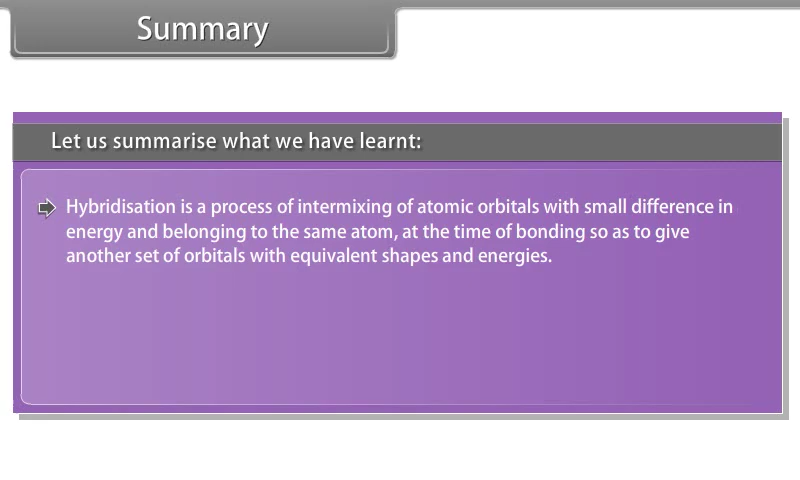 Summary
Let us summarise what we have learnt:
Hybridisation is a process of intermixing of atomic orbitals with small difference in
energy and belonging to the same atom, at the time of bonding so as to give
another set of orbitals with equivalent shapes and energies.